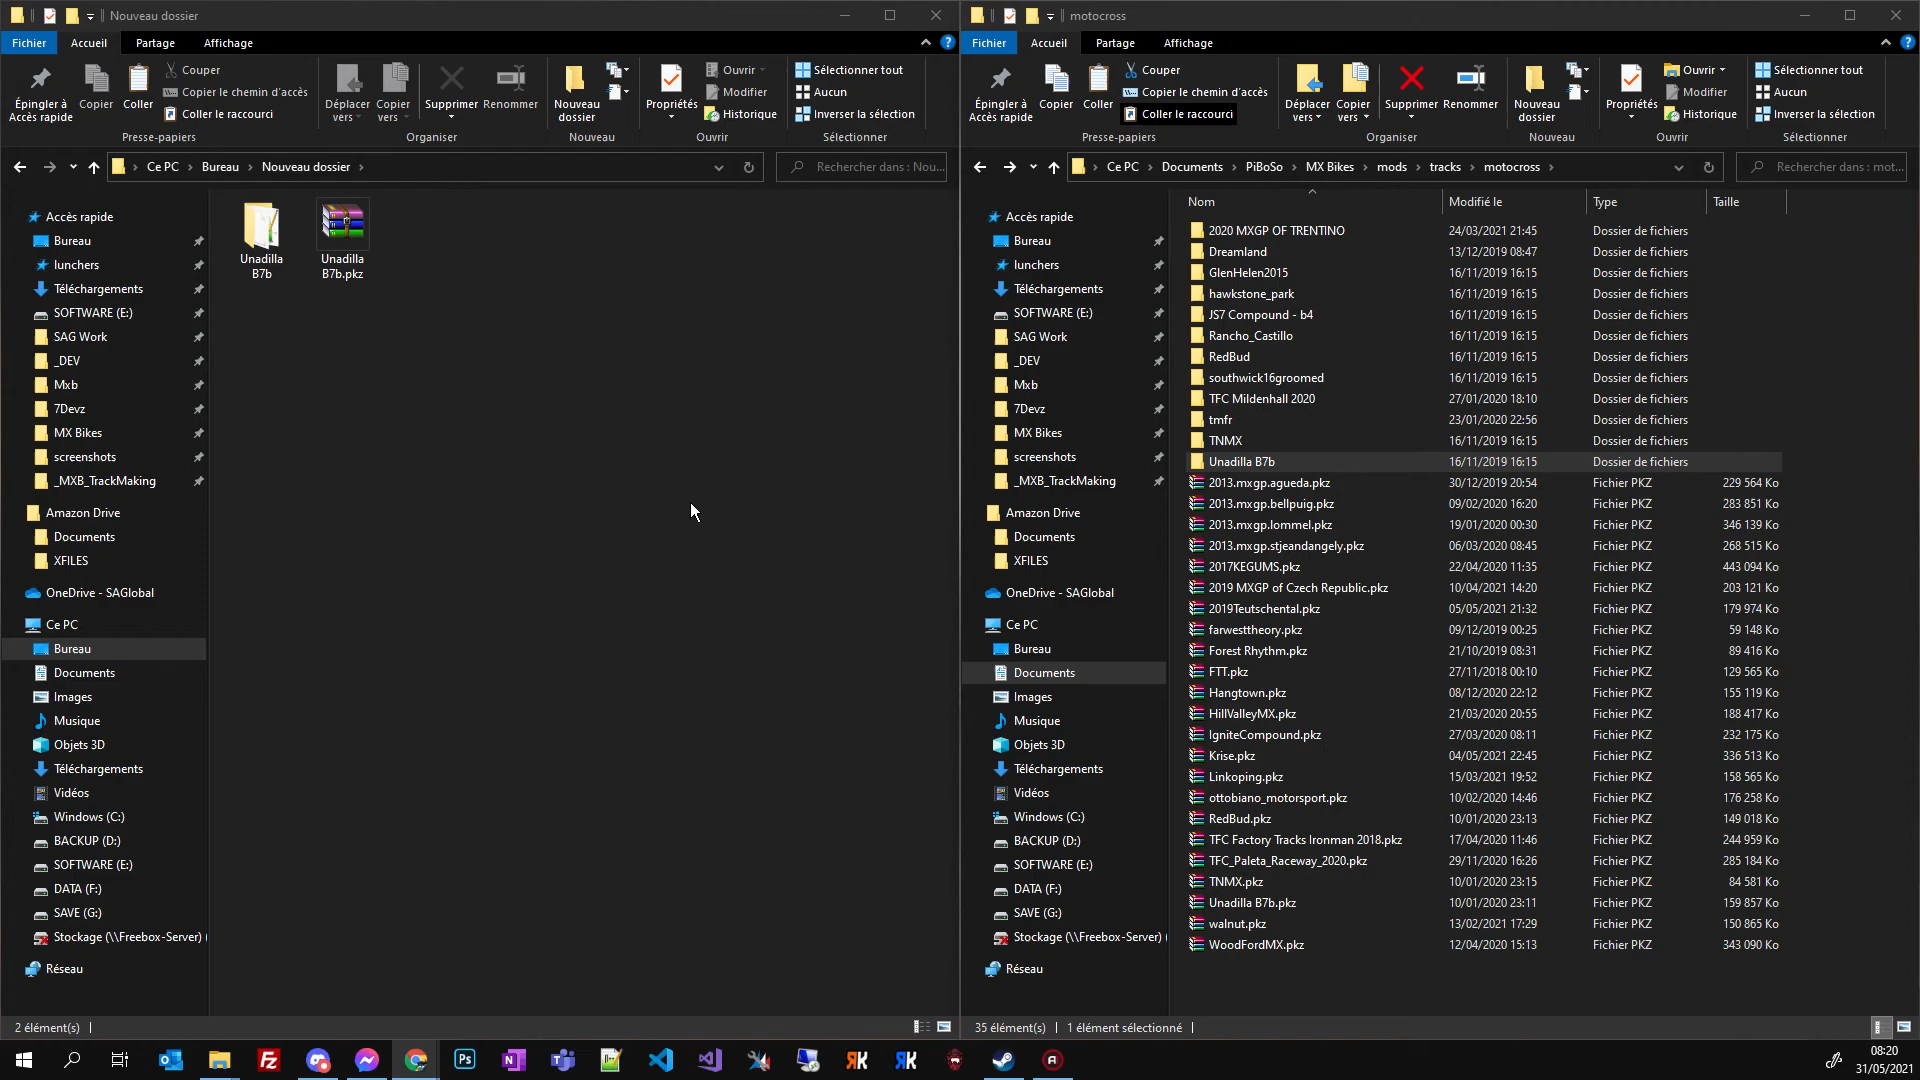 Nouveau dossier
Fichier
Accueil
Partage
Affichage
Épingler à
Accès rapide
Copier
Coller
Couper
Copier le chemin d'accès
Coller le raccourci
Presse-papiers
Déplacer
vers
Copier
vers
Supprimer
Renommer
Organiser
Nouveau
dossier
Nouveau
Propriétés
Ouvrir
Modifier
Historique
Ouvrir
Sélectionner tout
Aucun
Inverser la sélection
Sélectionner
Ce PC
Bureau
Nouveau dossier
Rechercher dans : Nou...
Accès rapide
Bureau
lunchers
Téléchargements
SOFTWARE (E:)
SAG Work
_DEV
Mxb
7Devz
MX Bikes
screenshots
_MXB_TrackMaking
Amazon Drive
Documents
XFILES
OneDrive - SAGlobal
Ce PC
Bureau
Documents
Images
Musique
Objets 3D
Téléchargements
Vidéos
Windows (C:)
BACKUP (D:)
SOFTWARE (E:)
DATA (F:)
SAVE (G:)
Stockage (\\Freebox-Server) (
Réseau
Unadilla
B7b
Unadilla
B7b.pkz
2 élément(s)
motocross
Fichier
Accueil
Partage
Affichage
Épingler à
Accès rapide
Copier
Coller
Couper
Copier le chemin d'accès
Coller le raccourci
Presse-papiers
Déplacer
vers
Copier
vers
Supprimer
Renommer
Organiser
Nouveau
dossier
Nouveau
Propriétés
Ouvrir
Modifier
Historique
Ouvrir
Sélectionner tout
Aucun
Inverser la sélection
Sélectionner
Ce PC
Documents
PiBoSo
MX Bikes
mods
tracks
motocross
Rechercher dans : mot...
Accès rapide
Bureau
lunchers
Téléchargements
SOFTWARE (E:)
SAG Work
_DEV
Mxb
7Devz
MX Bikes
screenshots
_MXB_TrackMaking
Amazon Drive
Documents
XFILES
OneDrive - SAGlobal
Ce PC
Bureau
Documents
Images
Musique
Objets 3D
Téléchargements
Vidéos
Windows (C:)
BACKUP (D:)
SOFTWARE (E:)
DATA (F:)
SAVE (G:)
Stockage (\\Freebox-Server) (
Réseau
Nom Modifié le Type Taille
2020 MXGP OF TRENTINO 24/03/2021 21:45 Dossier de fichiers
Dreamland 13/12/2019 08:47 Dossier de fichiers
GlenHelen2015 16/11/2019 16:15 Dossier de fichiers
hawkstone_park 16/11/2019 16:15 Dossier de fichiers
JS7 Compound - b4 16/11/2019 16:15 Dossier de fichiers
Rancho_Castillo 16/11/2019 16:15 Dossier de fichiers
RedBud 16/11/2019 16:15 Dossier de fichiers
southwick16groomed 16/11/2019 16:15 Dossier de fichiers
TFC Mildenhall 2020 27/01/2020 18:10 Dossier de fichiers
tmfr 23/01/2020 22:56 Dossier de fichiers
TNMX 16/11/2019 16:15 Dossier de fichiers
Unadilla B7b 16/11/2019 16:15 Dossier de fichiers
2013.mxgp.agueda.pkz 30/12/2019 20:54 Fichier PKZ 229 564 Ko
2013.mxgp.bellpuig.pkz 09/02/2020 16:20 Fichier PKZ 283 851 Ko
2013.mxgp.lommel.pkz 19/01/2020 00:30 Fichier PKZ 346 139 Ko
2013.mxgp.stjeandangely.pkz 06/03/2020 08:45 Fichier PKZ 268 515 Ko
2017KEGUMS.pkz 22/04/2020 11:35 Fichier PKZ 443 094 Ko
2019 MXGP of Czech Republic.pkz 10/04/2021 14:20 Fichier PKZ 203 121 Ko
2019Teutschental.pkz 05/05/2021 21:32 Fichier PKZ 179 974 Ko
farwesttheory.pkz 09/12/2019 00:25 Fichier PKZ 59 148 Ko
Forest Rhythm.pkz 21/10/2019 08:31 Fichier PKZ 89 416 Ko
FTT.pkz 27/11/2018 00:10 Fichier PKZ 129 565 Ko
Hangtown.pkz 08/12/2020 22:12 Fichier PKZ 155 119 Ko
HillValleyMX.pkz 21/03/2020 20:55 Fichier PKZ 188 417 Ko
IgniteCompound.pkz 27/03/2020 08:11 Fichier PKZ 232 175 Ko
Krise.pkz 04/05/2021 22:45 Fichier PKZ 336 513 Ko
Linkoping.pkz 15/03/2021 19:52 Fichier PKZ 158 565 Ko
ottobiano_motorsport.pkz 10/02/2020 14:46 Fichier PKZ 176 258 Ko
RedBud.pkz 10/01/2020 23:13 Fichier PKZ 149 018 Ko
TFC Factory Tracks Ironman 2018.pkz 17/04/2020 11:46 Fichier PKZ 244 959 Ko
TFC_Paleta_Raceway_2020.pkz 29/11/2020 16:26 Fichier PKZ 285 184 Ko
TNMX.pkz 10/01/2020 23:15 Fichier PKZ 84 581 Ko
Unadilla B7b.pkz 10/01/2020 23:11 Fichier PKZ 159 857 Ko
walnut.pkz 13/02/2021 17:29 Fichier PKZ 150 865 Ko
WoodFordMX.pkz 12/04/2020 15:13 Fichier PKZ 343 090 Ko
35 élément(s)
1 élément sélectionné
Fz
Ps
N
08:20
31/05/2021